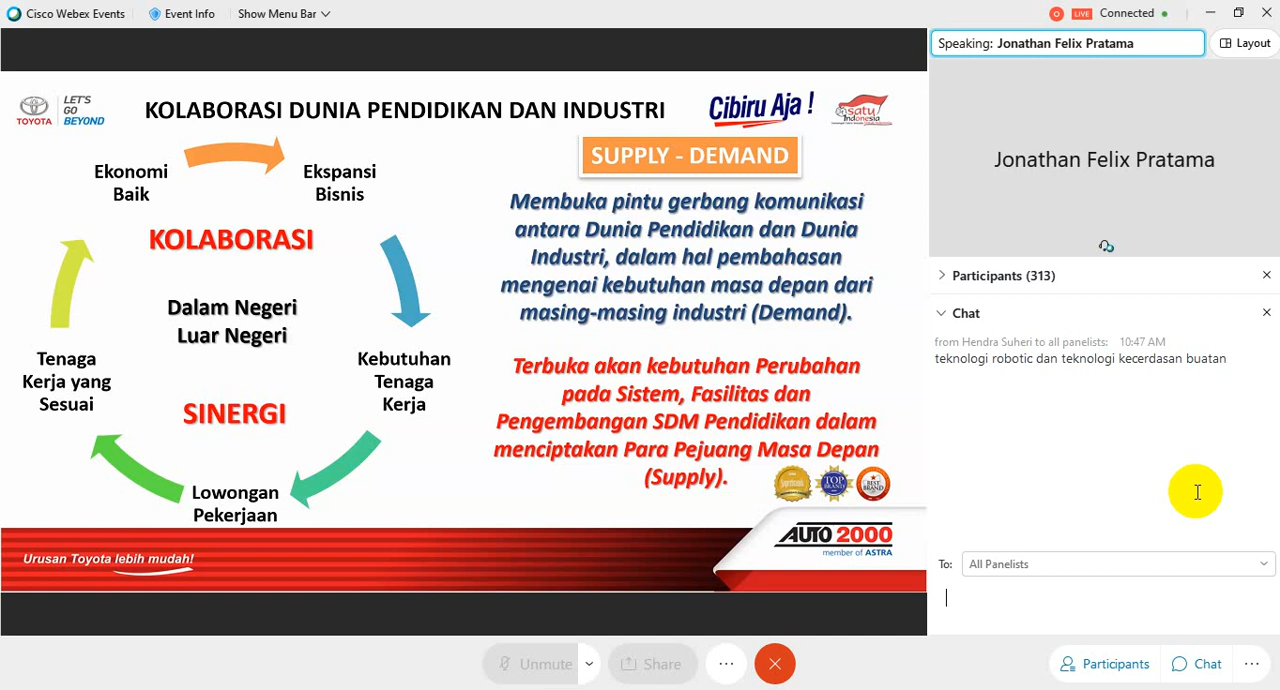 Cisco Webex Events
Event Info
Show Menu Bar
LIVE
Connected
Speaking: Jonathan Felix Pratama
Layout
TOYOTA
LET'S
GO
BEYOND
KOLABORASI DUNIA PENDIDIKAN DAN INDUSTRI
Cibiru Aja !
satu
Indonesia
SUPPLY - DEMAND
Ekonomi
Baik
Ekspansi
Bisnis
KOLABORASI
Dalam Negeri
Luar Negeri
Tenaga
Kerja yang
Sesuai
Kebutuhan
Tenaga
Kerja
SINERGI
Lowongan
Pekerjaan
Membuka pintu gerbang komunikasi
antara Dunia Pendidikan dan Dunia
Industri, dalam hal pembahasan
mengenai kebutuhan masa depan dari
masing-masing industri (Demand).
Terbuka akan kebutuhan Perubahan
pada Sistem, Fasilitas dan
Pengembangan SDM Pendidikan dalam
menciptakan Para Pejuang Masa Depan
(Supply).
Superbrands
TOP
BRAND
BEST
BRAND
Urusan Toyota lebih mudah!
AUTO 2000
member of ASTRA
Jonathan Felix Pratama
Participants (313)
Chat
from Hendra Suheri to all panelists: 10:47 AM
teknologi robotic dan teknologi kecerdasan buatan
To:
All Panelists
Unmute
Share
Participants
Chat